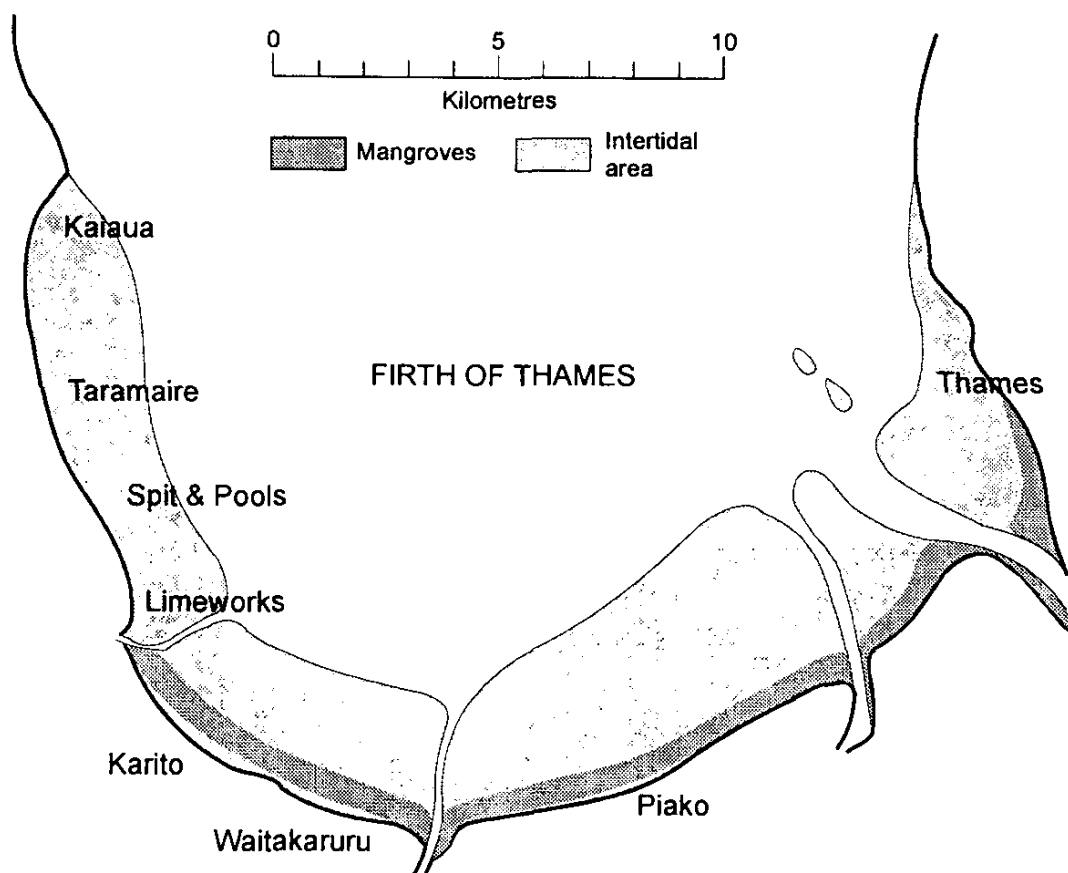 0 5 10
Kilometres
Mangroves
Intertidal
area
Kaiaua
FIRTH OF THAMES
Taramaire
Thames
Spit & Pools
Limeworks
Karito
Piako
Waitakaruru